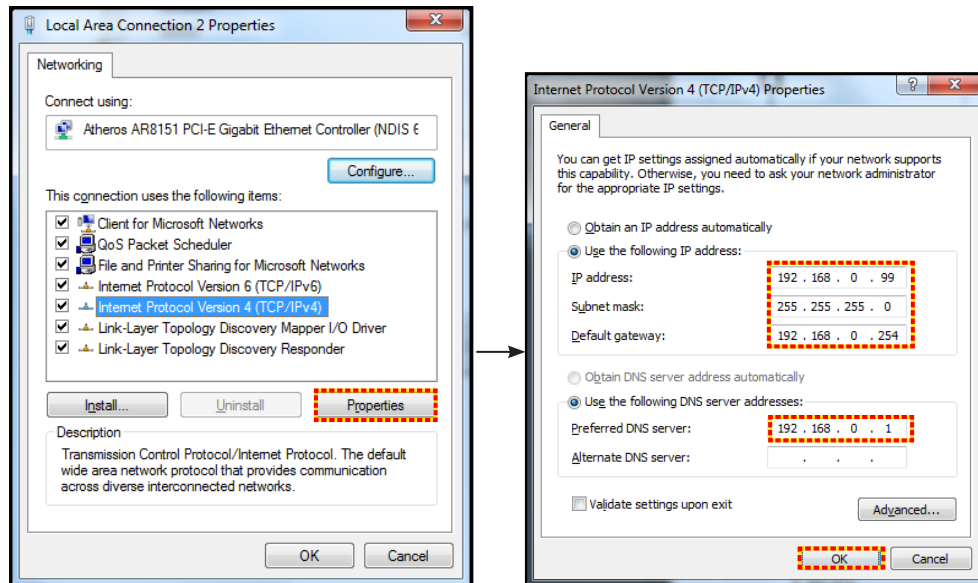 Local Area Connection 2 Properties
Networking
Connect using:
Atheros AR8151 PCI-E Gigabit Ethernet Controller (NDIS 6
Configure...
This connection uses the following items:
Client for Microsoft Networks
QoS Packet Scheduler
File and Printer Sharing for Microsoft Networks
Internet Protocol Version 6 (TCP/IPv6)
Internet Protocol Version 4 (TCP/IPv4)
Link-Layer Topology Discovery Mapper I/O Driver
Link-Layer Topology Discovery Responder
Install...
Uninstall
Properties
Description
Transmission Control Protocol/Internet Protocol. The default
wide area network protocol that provides communication
across diverse interconnected networks.
OK
Cancel
Internet Protocol Version 4 (TCP/IPv4) Properties
General
You can get IP settings assigned automatically if your network supports
this capability. Otherwise, you need to ask your network administrator
for the appropriate IP settings.
Obtain an IP address automatically
Use the following IP address:
IP address: 192 . 168 . 0 . 99
Subnet mask: 255 . 255 . 255 . 0
Default gateway: 192 . 168 . 0 . 254
Obtain DNS server address automatically
Use the following DNS server addresses:
Preferred DNS server: 192 . 168 . 0 . 1
Alternate DNS server: . . .
Validate settings upon exit
Advanced...
OK
Cancel